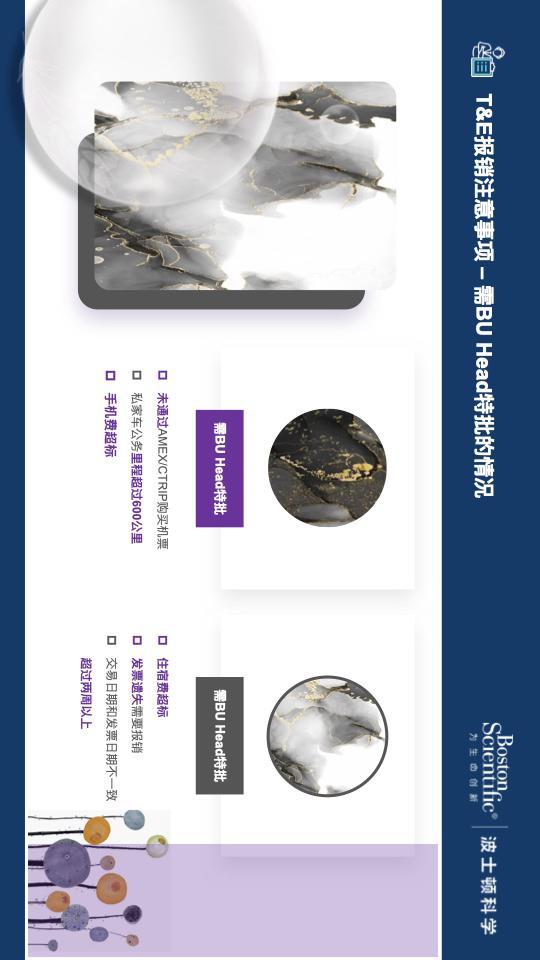 T&E报销注意事项 – 需BU Head特批的情况
Boston
Scientific®
为生命创新
波士顿科学
需BU Head特批
未通过AMEX/CTRIP购买机票
私家车公务里程超过600公里
手机费超标
需BU Head特批
住宿费超标
发票遗失需要报销
交易日期和发票日期不一致
超过两周以上